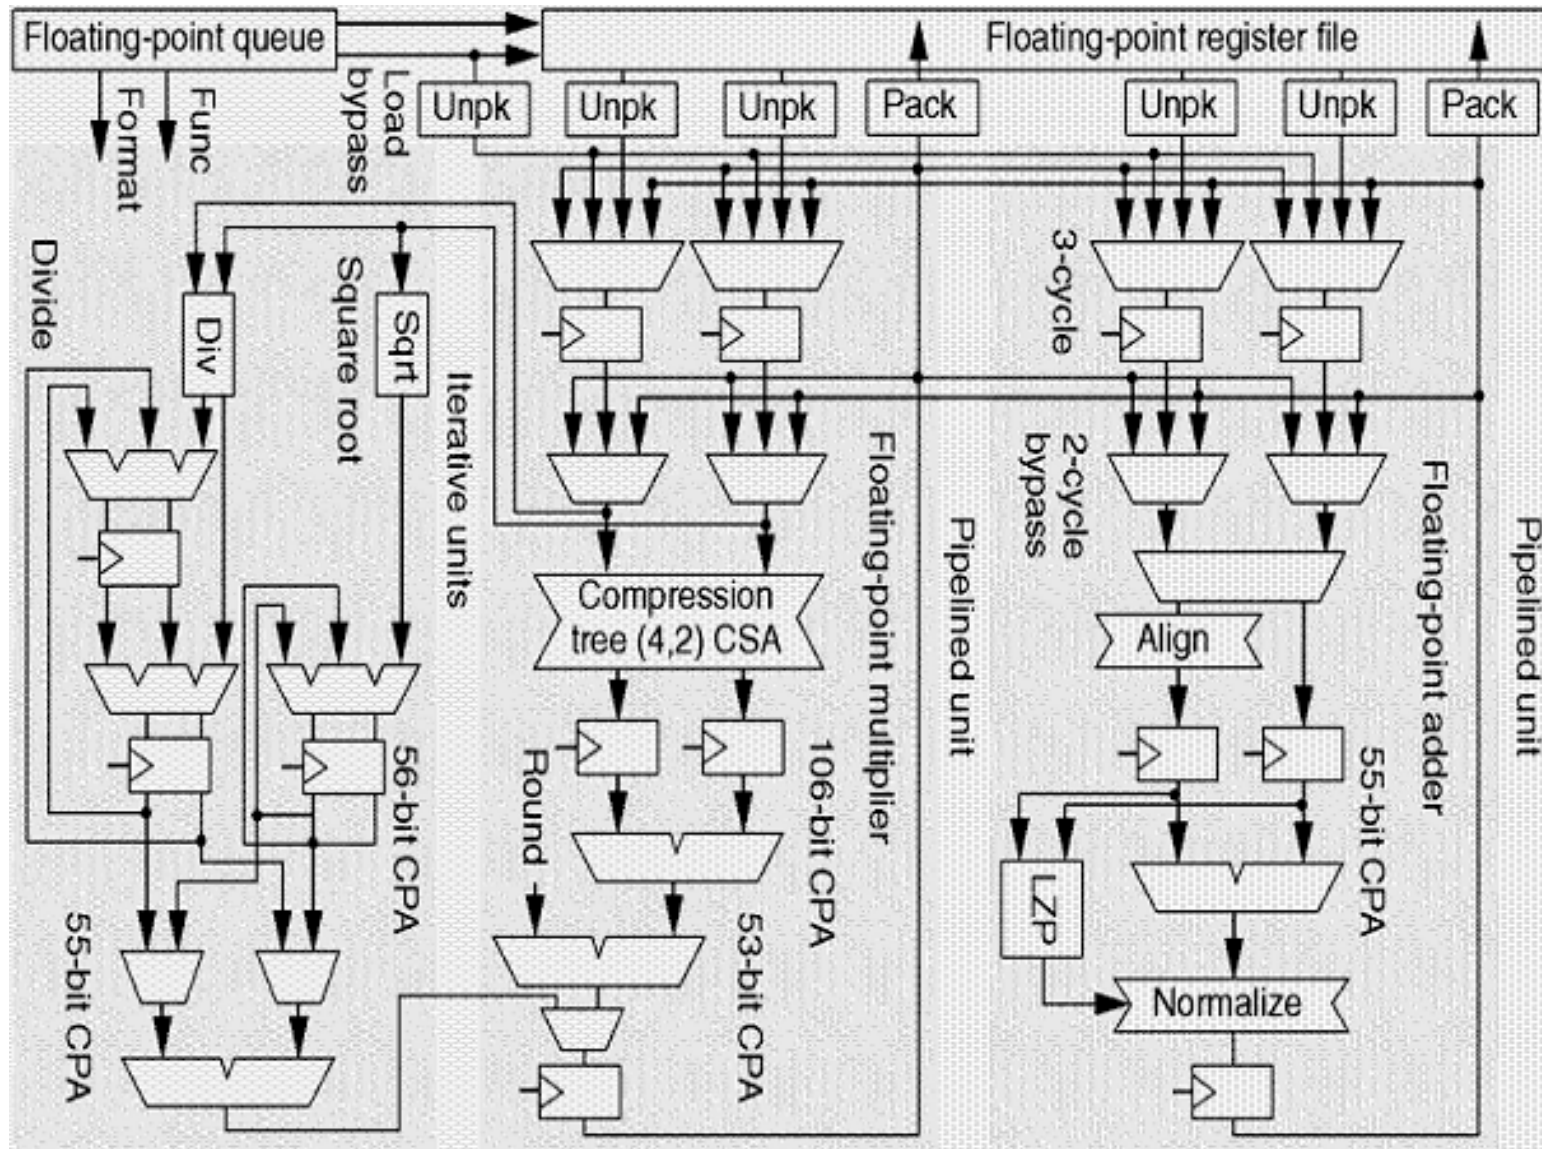 Floating-point queue
Floating-point register file
Format
Func
Load
bypass
Unpk
Unpk
Unpk
Pack
Unpk
Unpk
Pack
Divide
Div
Square root
Sqrt
Iterative units
3-cycle
2-cycle
bypass
Floating-point multiplier
Pipelined unit
Floating-point adder
Pipelined unit
Compression
tree (4,2) CSA
Align
56-bit CPA
Round
106-bit CPA
55-bit CPA
LZP
55-bit CPA
53-bit CPA
Normalize